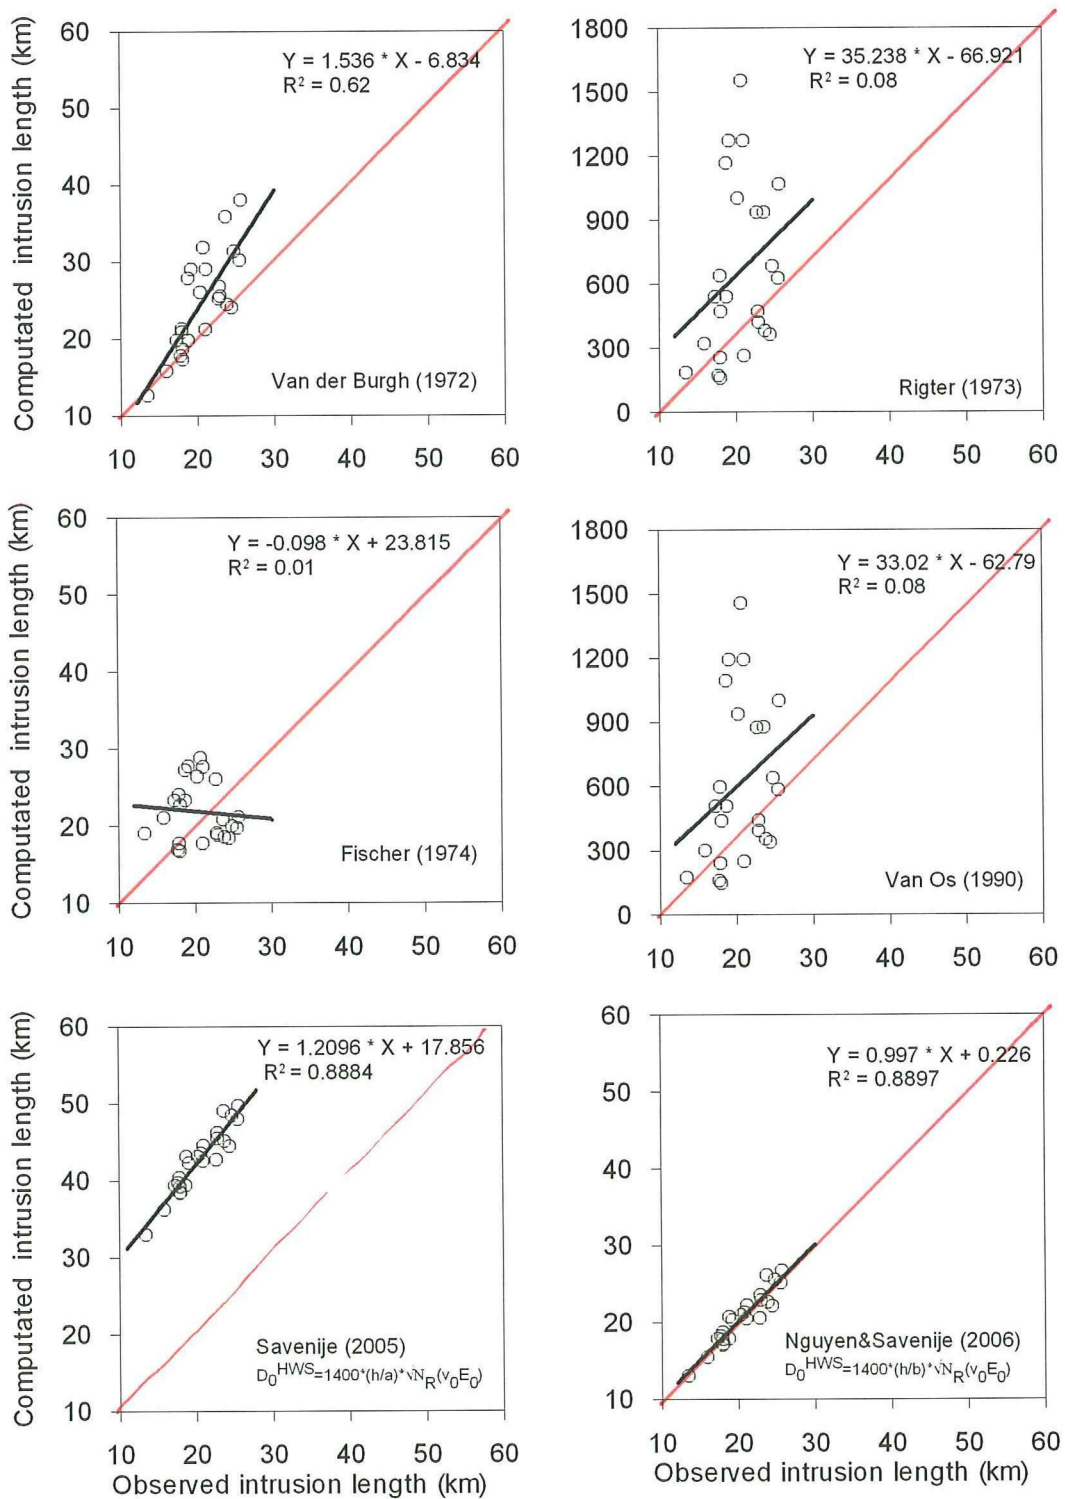 Computated intrusion length (km)
60
50
40
30
20
10
Y = 1.536 * X - 6.834
R² = 0.62
Van der Burgh (1972)
10 20 30 40 50 60
1800
1500
1200
900
600
300
0
Y = 35.238 * X - 66.921
R² = 0.08
Rigter (1973)
10 20 30 40 50 60
Computated intrusion length (km)
60
50
40
30
20
10
Y = -0.098 * X + 23.815
R² = 0.01
Fischer (1974)
10 20 30 40 50 60
1800
1500
1200
900
600
300
0
Y = 33.02 * X - 62.79
R² = 0.08
Van Os (1990)
10 20 30 40 50 60
Computated intrusion length (km)
60
50
40
30
20
10
Y = 1.2096 * X + 17.856
R² = 0.8884
Savenije (2005)
D₀ᴴᵂˢ=1400*(h/a)*√N_R(v₀E₀)
10 20 30 40 50 60
Observed intrusion length (km)
60
50
40
30
20
10
Y = 0.997 * X + 0.226
R² = 0.8897
Nguyen&Savenije (2006)
D₀ᴴᵂˢ=1400*(h/b)*√N_R(v₀E₀)
10 20 30 40 50 60
Observed intrusion length (km)